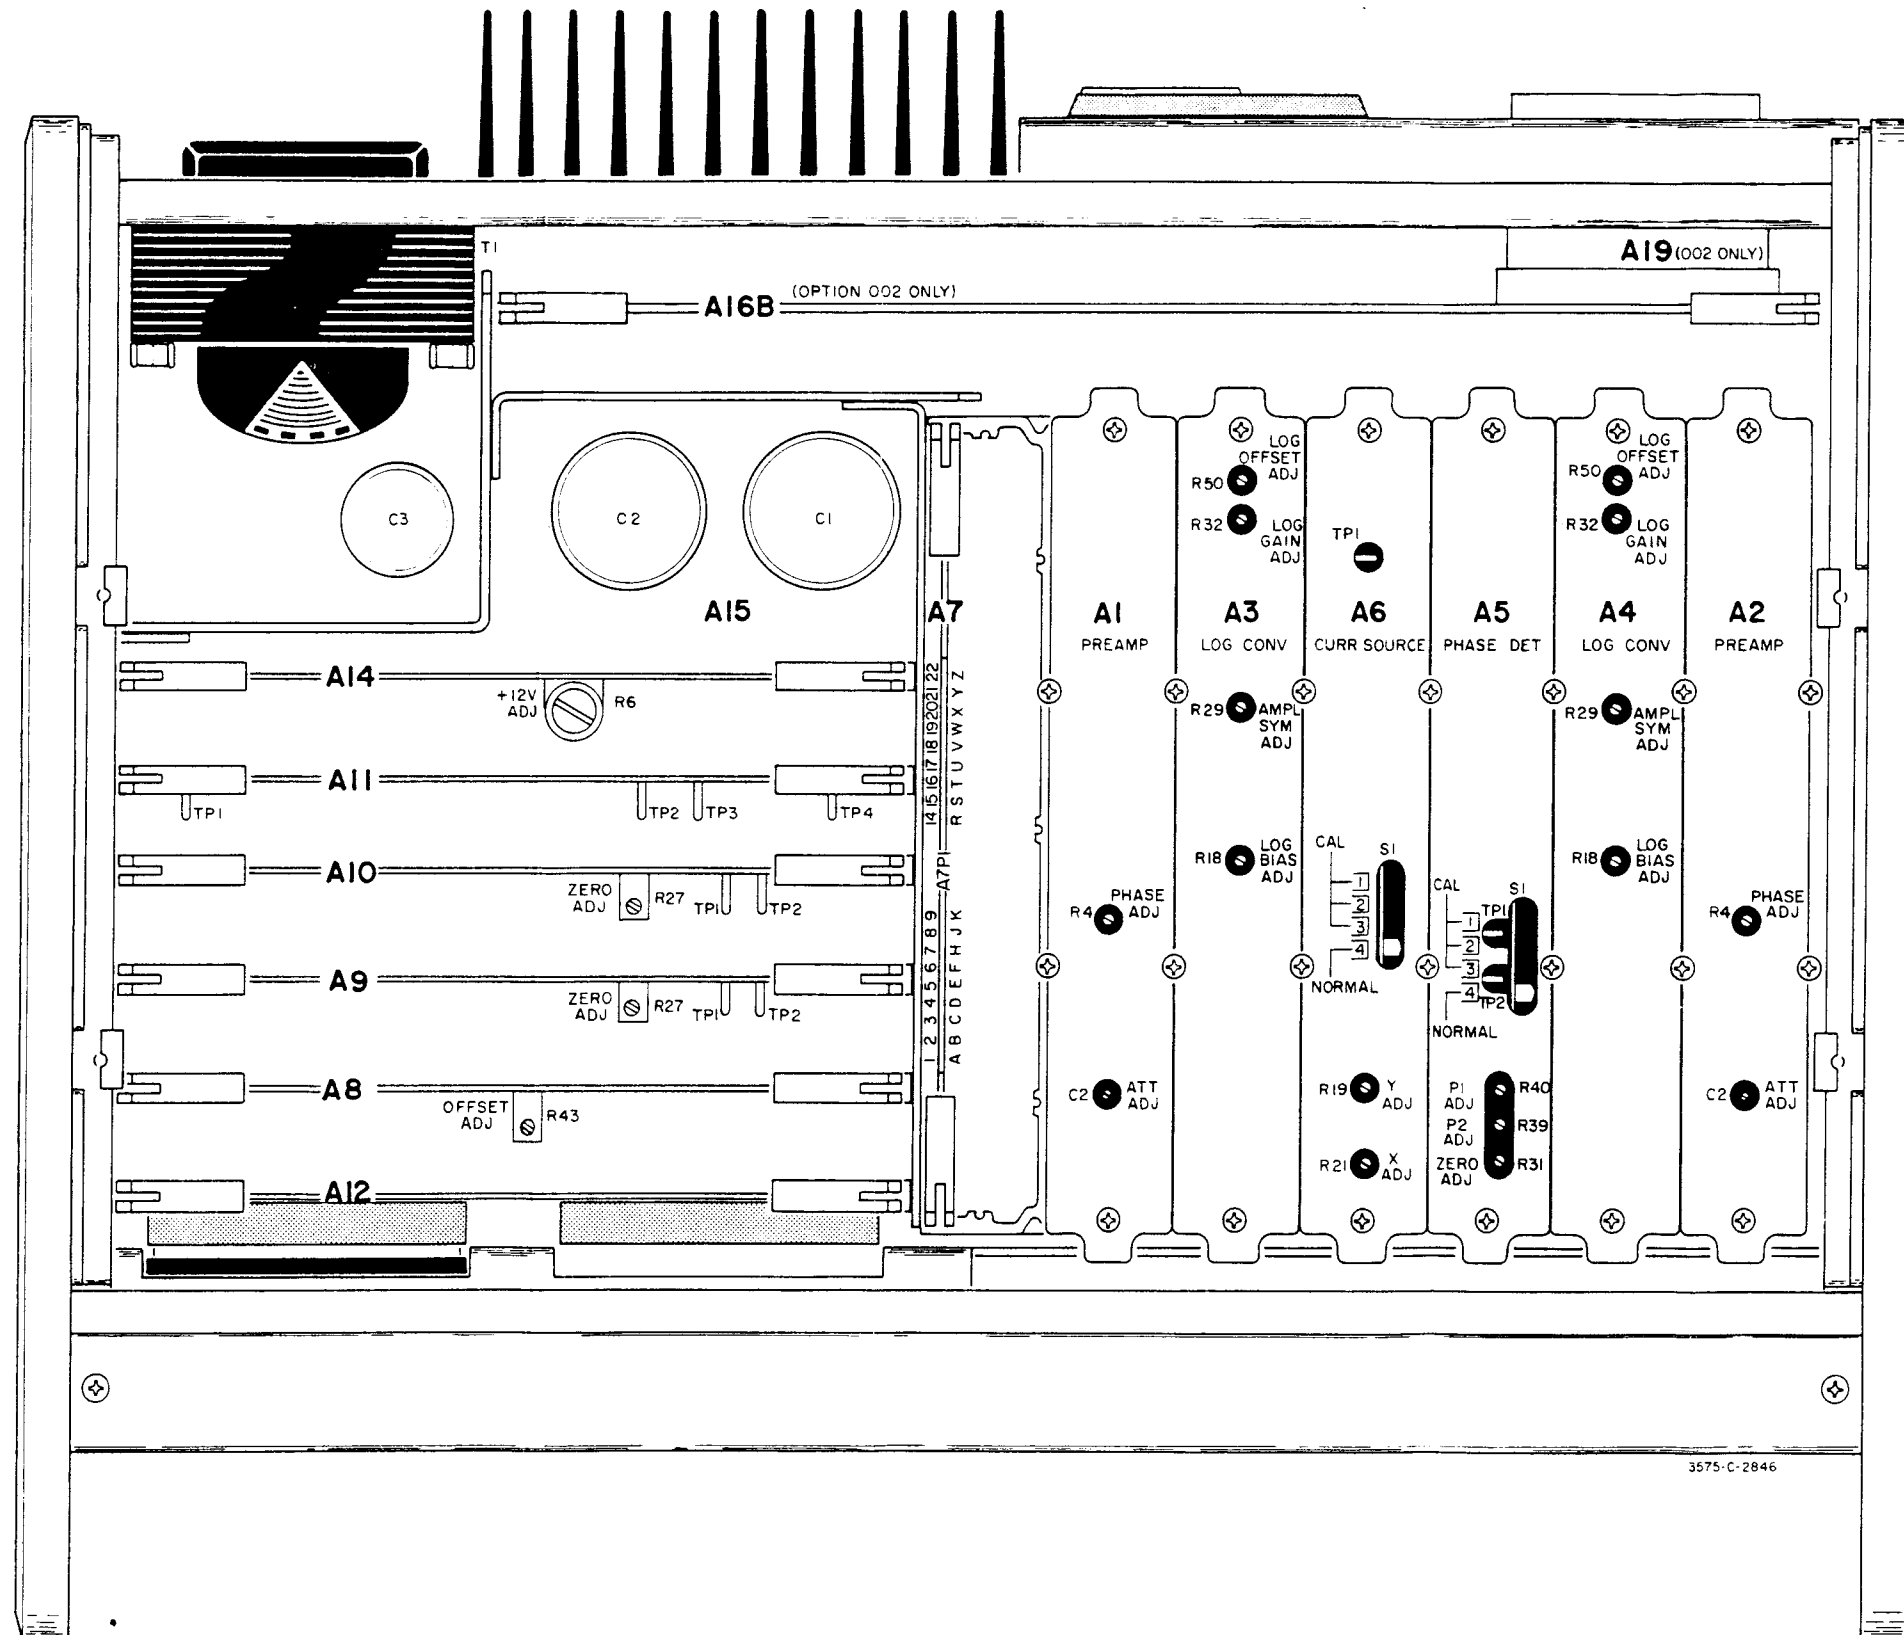 T1
A19 (002 ONLY)
A16B (OPTION 002 ONLY)
C3
C2
C1
A15
A7
A14
+12V
ADJ
R6
A11
TP1
TP2
TP3
TP4
A10
ZERO
ADJ
R27
TP1
TP2
A9
ZERO
ADJ
R27
TP1
TP2
A8
OFFSET
ADJ
R43
A12
14 15 16 17 18 19 20 21 22
R S T U V W X Y Z
A7P1
1 2 3 4 5 6 7 8 9
A B C D E F H J K
A1
PREAMP
R4
PHASE
ADJ
C2
ATT
ADJ
LOG
OFFSET
ADJ
R50
R32
LOG
GAIN
ADJ
A3
LOG CONV
R29
AMPL
SYM
ADJ
R18
LOG
BIAS
ADJ
TP1
A6
CURR SOURCE
CAL
S1
1
2
3
4
NORMAL
R19
Y
ADJ
R21
X
ADJ
A5
PHASE DET
CAL
S1
TP1
1
2
3
4
TP2
NORMAL
P1
ADJ
R40
P2
ADJ
R39
ZERO
ADJ
R31
LOG
OFFSET
ADJ
R50
R32
LOG
GAIN
ADJ
A4
LOG CONV
R29
AMPL
SYM
ADJ
R18
LOG
BIAS
ADJ
A2
PREAMP
R4
PHASE
ADJ
C2
ATT
ADJ
3575-C-2846